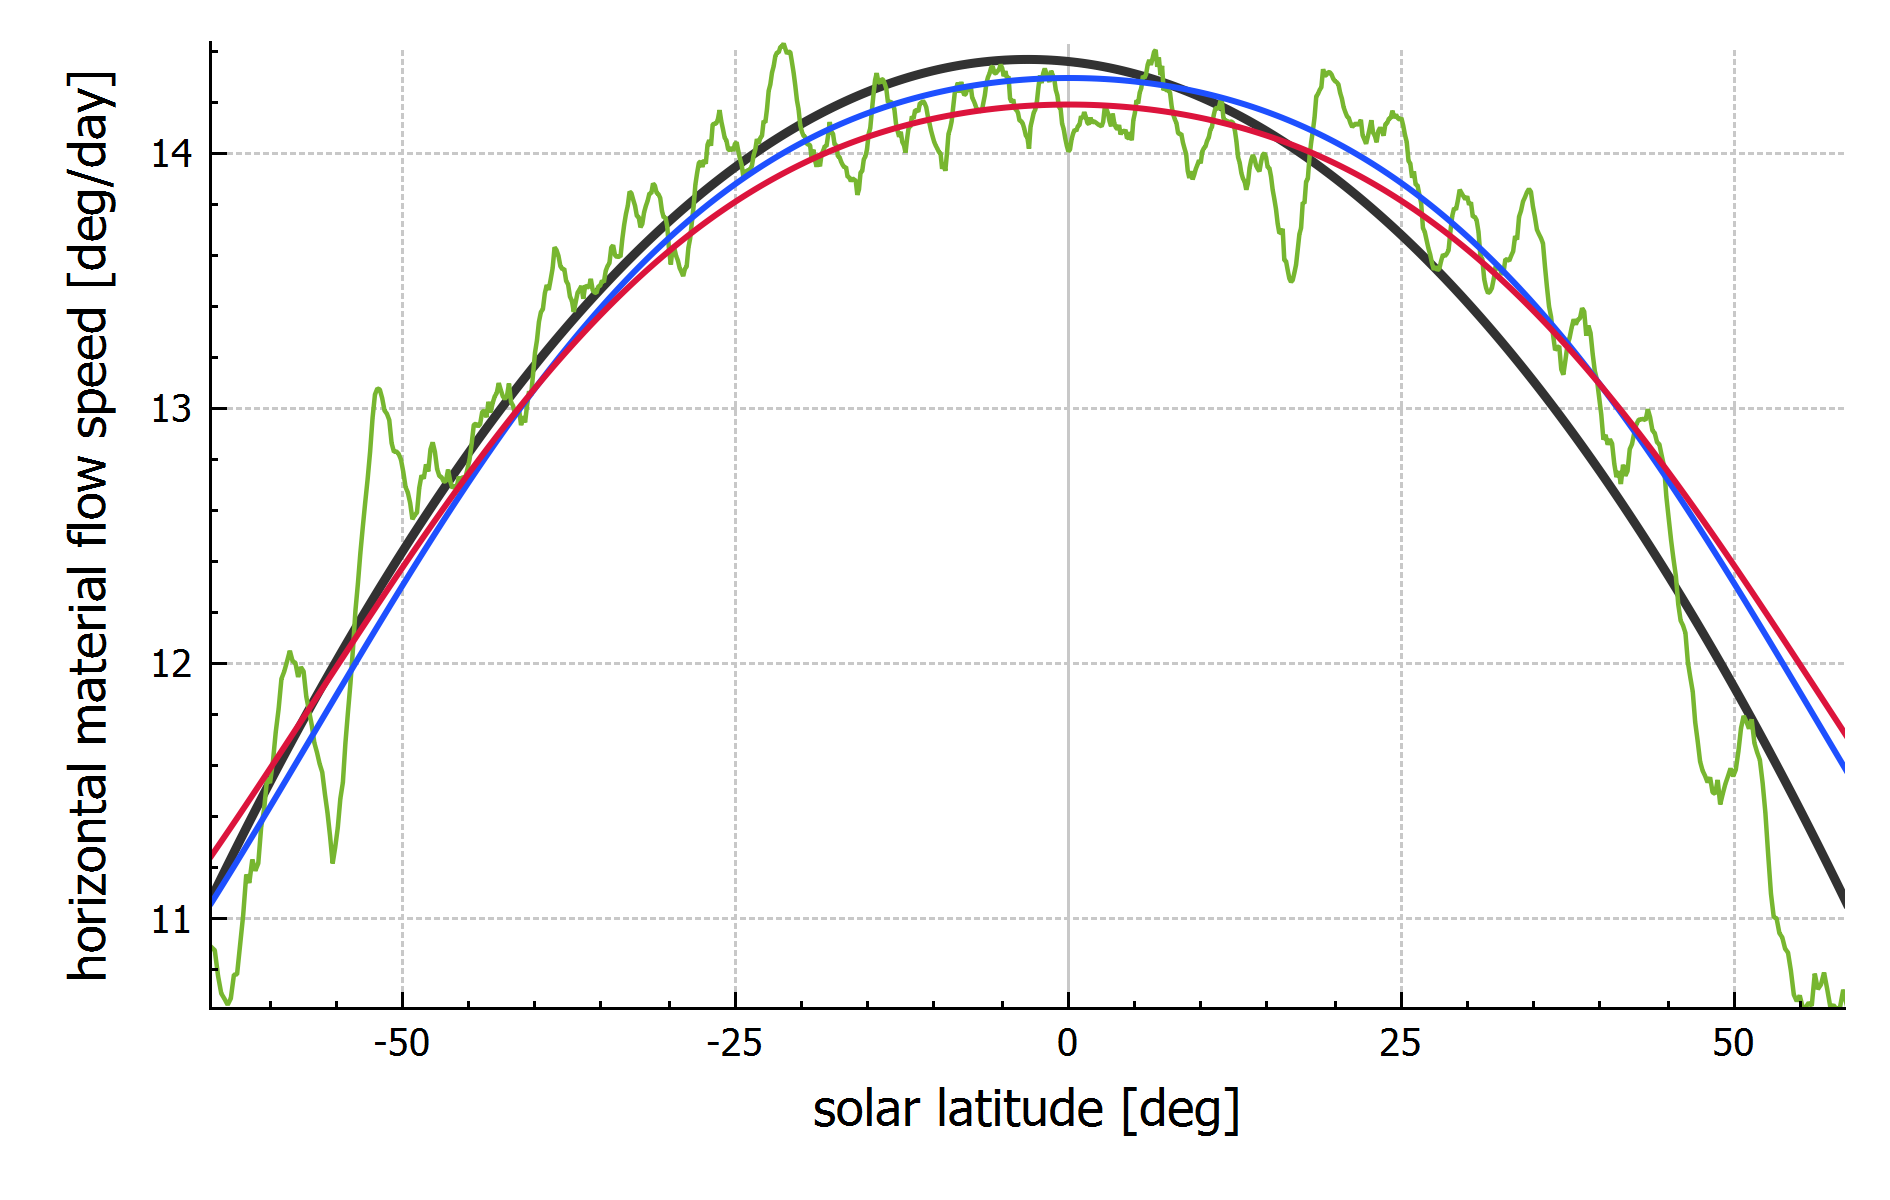 horizontal material flow speed [deg/day]
14
13
12
11
-50 -25 0 25 50
solar latitude [deg]